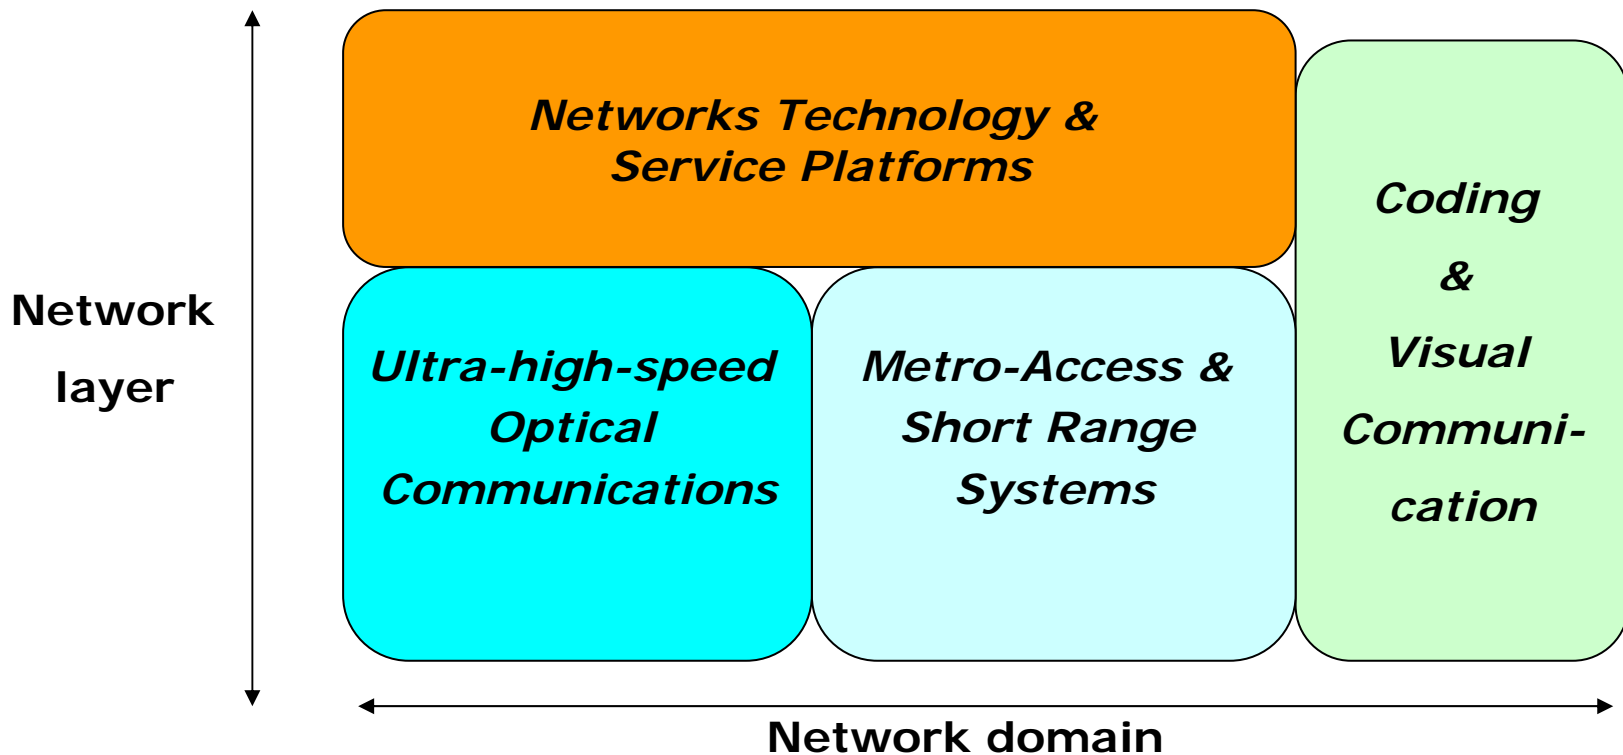 Networks Technology &
Service Platforms
Coding
&
Visual
Communi-
cation
Network
layer
Ultra-high-speed
Optical
Communications
Metro-Access &
Short Range
Systems
Network domain